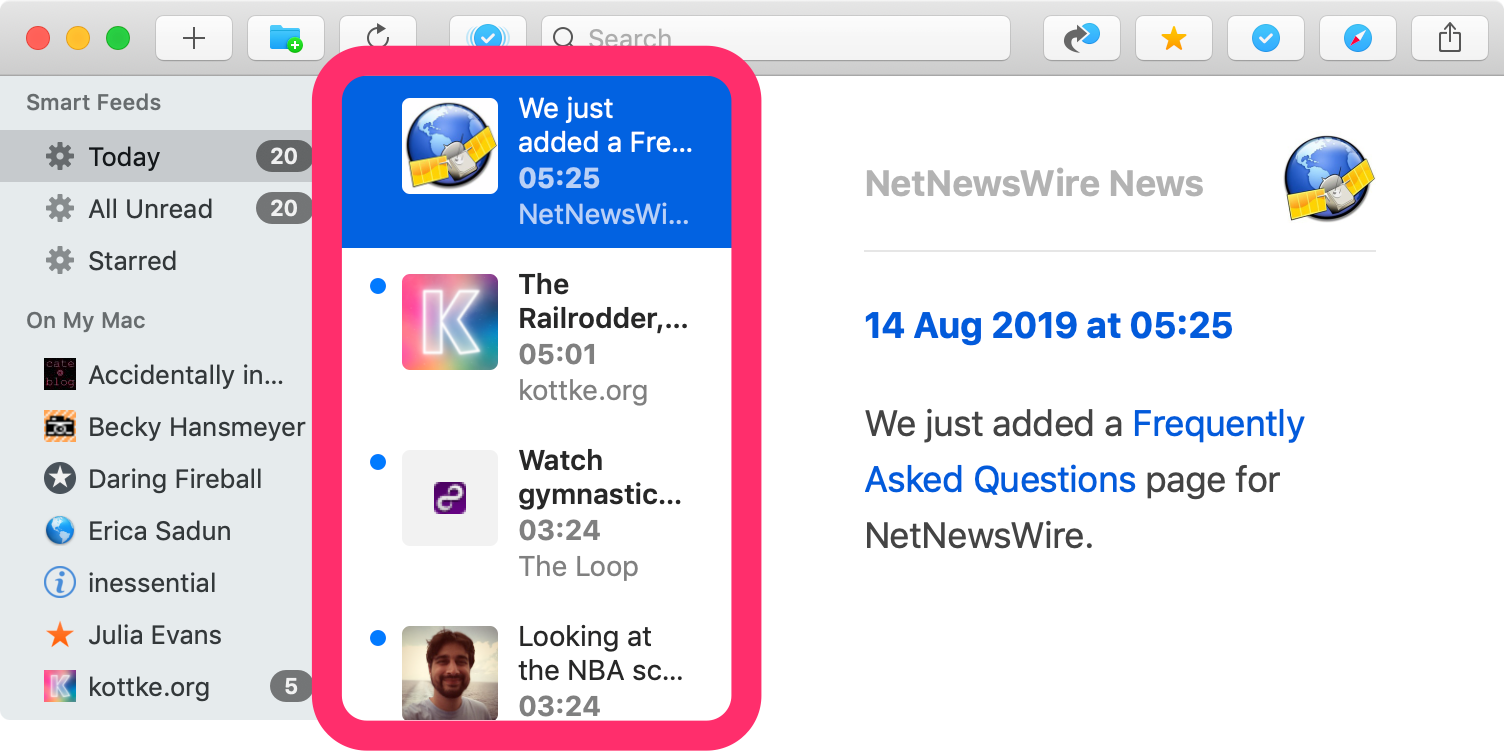 Search
Smart Feeds
Today 20
All Unread 20
Starred
On My Mac
cate
blog
Accidentally in...
Becky Hansmeyer
Daring Fireball
Erica Sadun
i
inessential
Julia Evans
K
kottke.org 5
We just
added a Fre...
05:25
NetNewsWi...
K
The
Railrodder,...
05:01
kottke.org
Watch
gymnastic...
03:24
The Loop
Looking at
the NBA sc...
03:24
NetNewsWire News
14 Aug 2019 at 05:25
We just added a Frequently
Asked Questions page for
NetNewsWire.